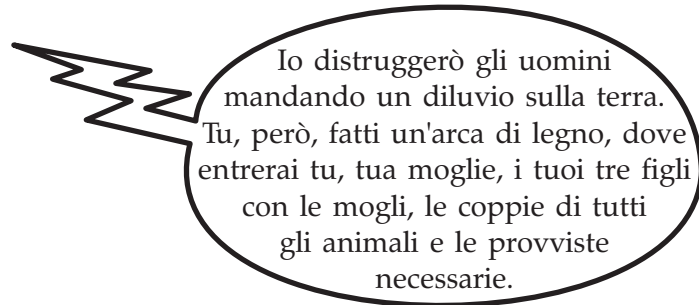 Io distruggerò gli uomini
mandando un diluvio sulla terra.
Tu, però, fatti un'arca di legno, dove
entrerai tu, tua moglie, i tuoi tre figli
con le mogli, le coppie di tutti
gli animali e le provviste
necessarie.